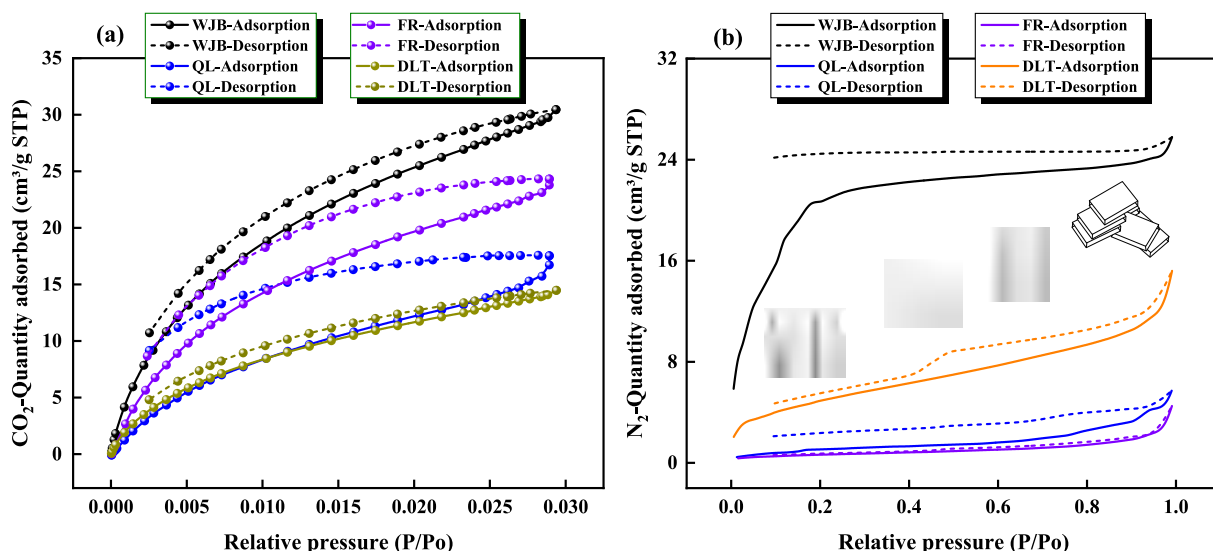 (a)
WJB-Adsorption
WJB-Desorption
QL-Adsorption
QL-Desorption
FR-Adsorption
FR-Desorption
DLT-Adsorption
DLT-Desorption
CO₂-Quantity adsorbed (cm³/g STP)
35
30
25
20
15
10
5
0
0.000 0.005 0.010 0.015 0.020 0.025 0.030
Relative pressure (P/Po)
(b)
WJB-Adsorption
WJB-Desorption
QL-Adsorption
QL-Desorption
FR-Adsorption
FR-Desorption
DLT-Adsorption
DLT-Desorption
N₂-Quantity adsorbed (cm³/g STP)
32
24
16
8
0
0.0 0.2 0.4 0.6 0.8 1.0
Relative pressure (P/Po)